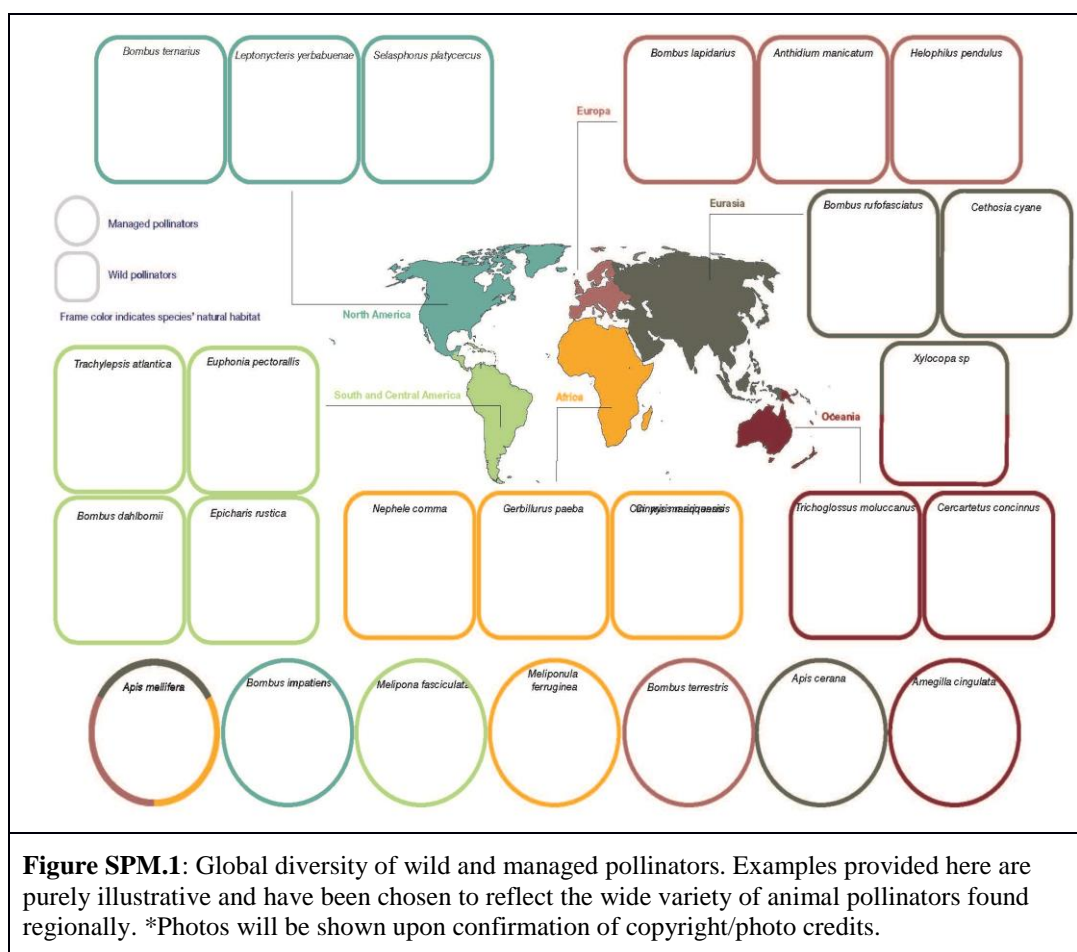 Bombus ternarius
Leptonycteris yerbabuenae
Selasphorus platycercus
Bombus lapidarius
Anthidium manicatum
Helophilus pendulus
Europa
Managed pollinators
Wild pollinators
Frame color indicates species' natural habitat
Eurasia
Bombus rufofasciatus
Cethosia cyane
North America
Trachylepsis atlantica
Euphonia pectorallis
Xylocopa sp
South and Central America
Africa
Oceania
Bombus dahlbomii
Epicharis rustica
Nephele comma
Gerbillurus paeba
Trichoglossus moluccanus
Cercartetus concinnus
Apis mellifera
Bombus impatiens
Melipona fasciculata
Meliponula
ferruginea
Bombus terrestris
Apis cerana
Amegilla cingulata
Figure SPM.1: Global diversity of wild and managed pollinators. Examples provided here are
purely illustrative and have been chosen to reflect the wide variety of animal pollinators found
regionally. *Photos will be shown upon confirmation of copyright/photo credits.